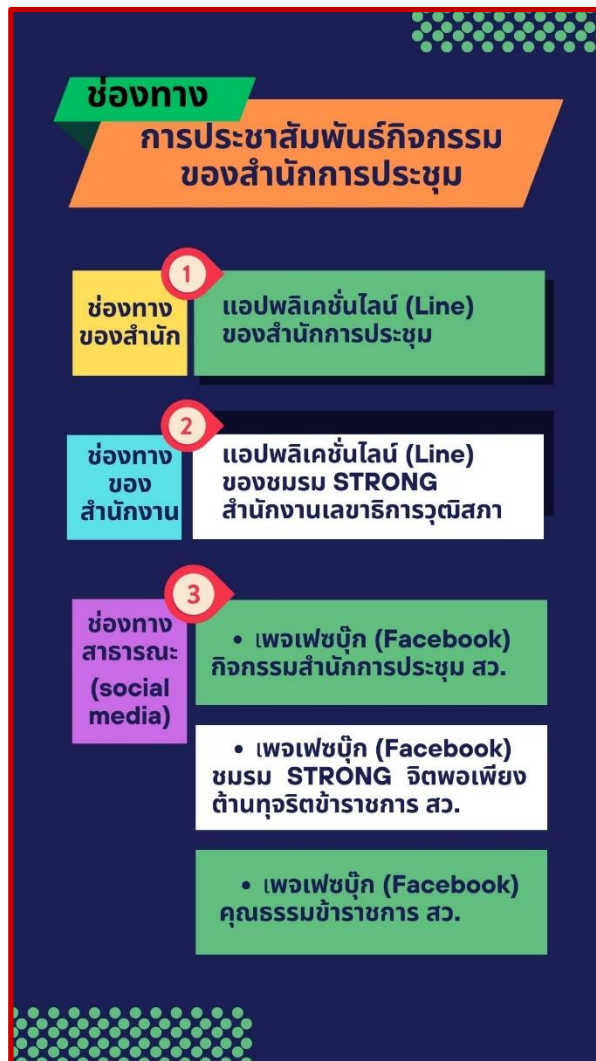 ช่องทาง
การประชาสัมพันธ์กิจกรรม
ของสำนักการประชุม
1
ช่องทาง
ของสำนัก
แอปพลิเคชั่นไลน์ (Line)
ของสำนักการประชุม
2
ช่องทาง
ของ
สำนักงาน
แอปพลิเคชั่นไลน์ (Line)
ของชมรม STRONG
สำนักงานเลขาธิการวุฒิสภา
3
ช่องทาง
สาธารณะ
(social
media)
• เพจเฟซบุ๊ก (Facebook)
กิจกรรมสำนักการประชุม สว.
• เพจเฟซบุ๊ก (Facebook)
ชมรม STRONG จิตพอเพียง
ต้านทุจริตข้าราชการ สว.
• เพจเฟซบุ๊ก (Facebook)
คุณธรรมข้าราชการ สว.